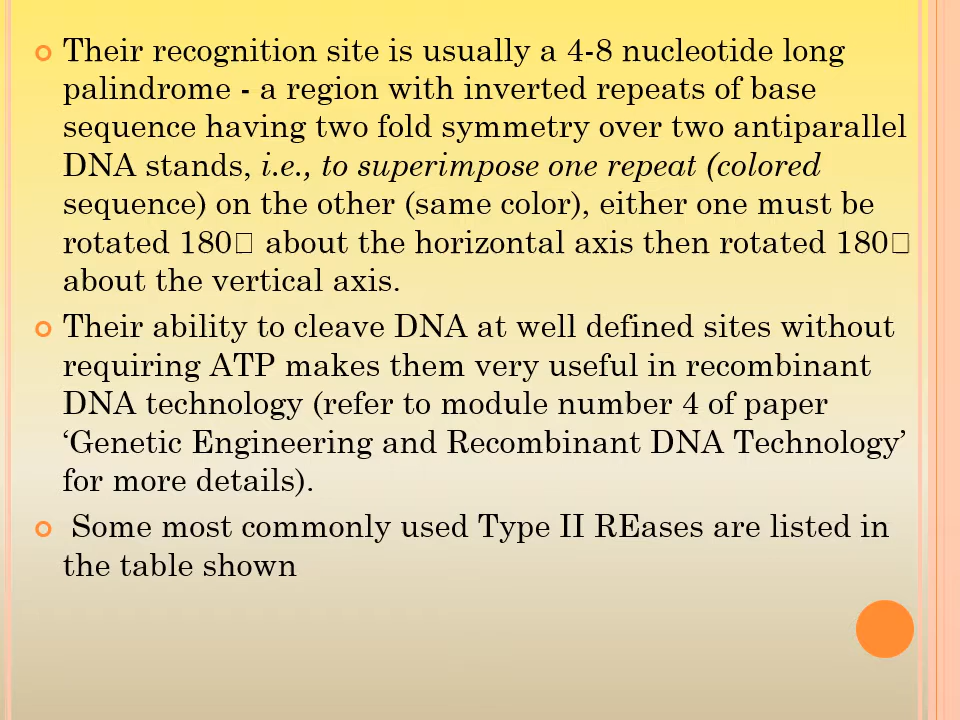 Their recognition site is usually a 4-8 nucleotide long
palindrome - a region with inverted repeats of base
sequence having two fold symmetry over two antiparallel
DNA stands, i.e., to superimpose one repeat (colored
sequence) on the other (same color), either one must be
rotated 180□ about the horizontal axis then rotated 180□
about the vertical axis.
Their ability to cleave DNA at well defined sites without
requiring ATP makes them very useful in recombinant
DNA technology (refer to module number 4 of paper
‘Genetic Engineering and Recombinant DNA Technology’
for more details).
Some most commonly used Type II REases are listed in
the table shown